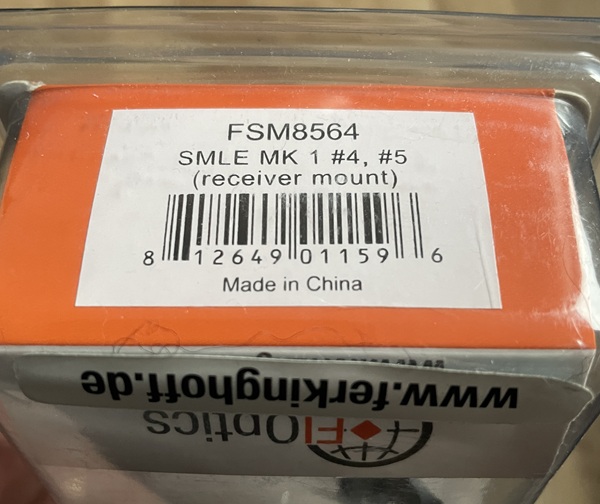 FSM8564
SMLE MK 1 #4, #5
(receiver mount)
8 12649 01159 6
Made in China
www.ferkinghoff.de
FIOptics